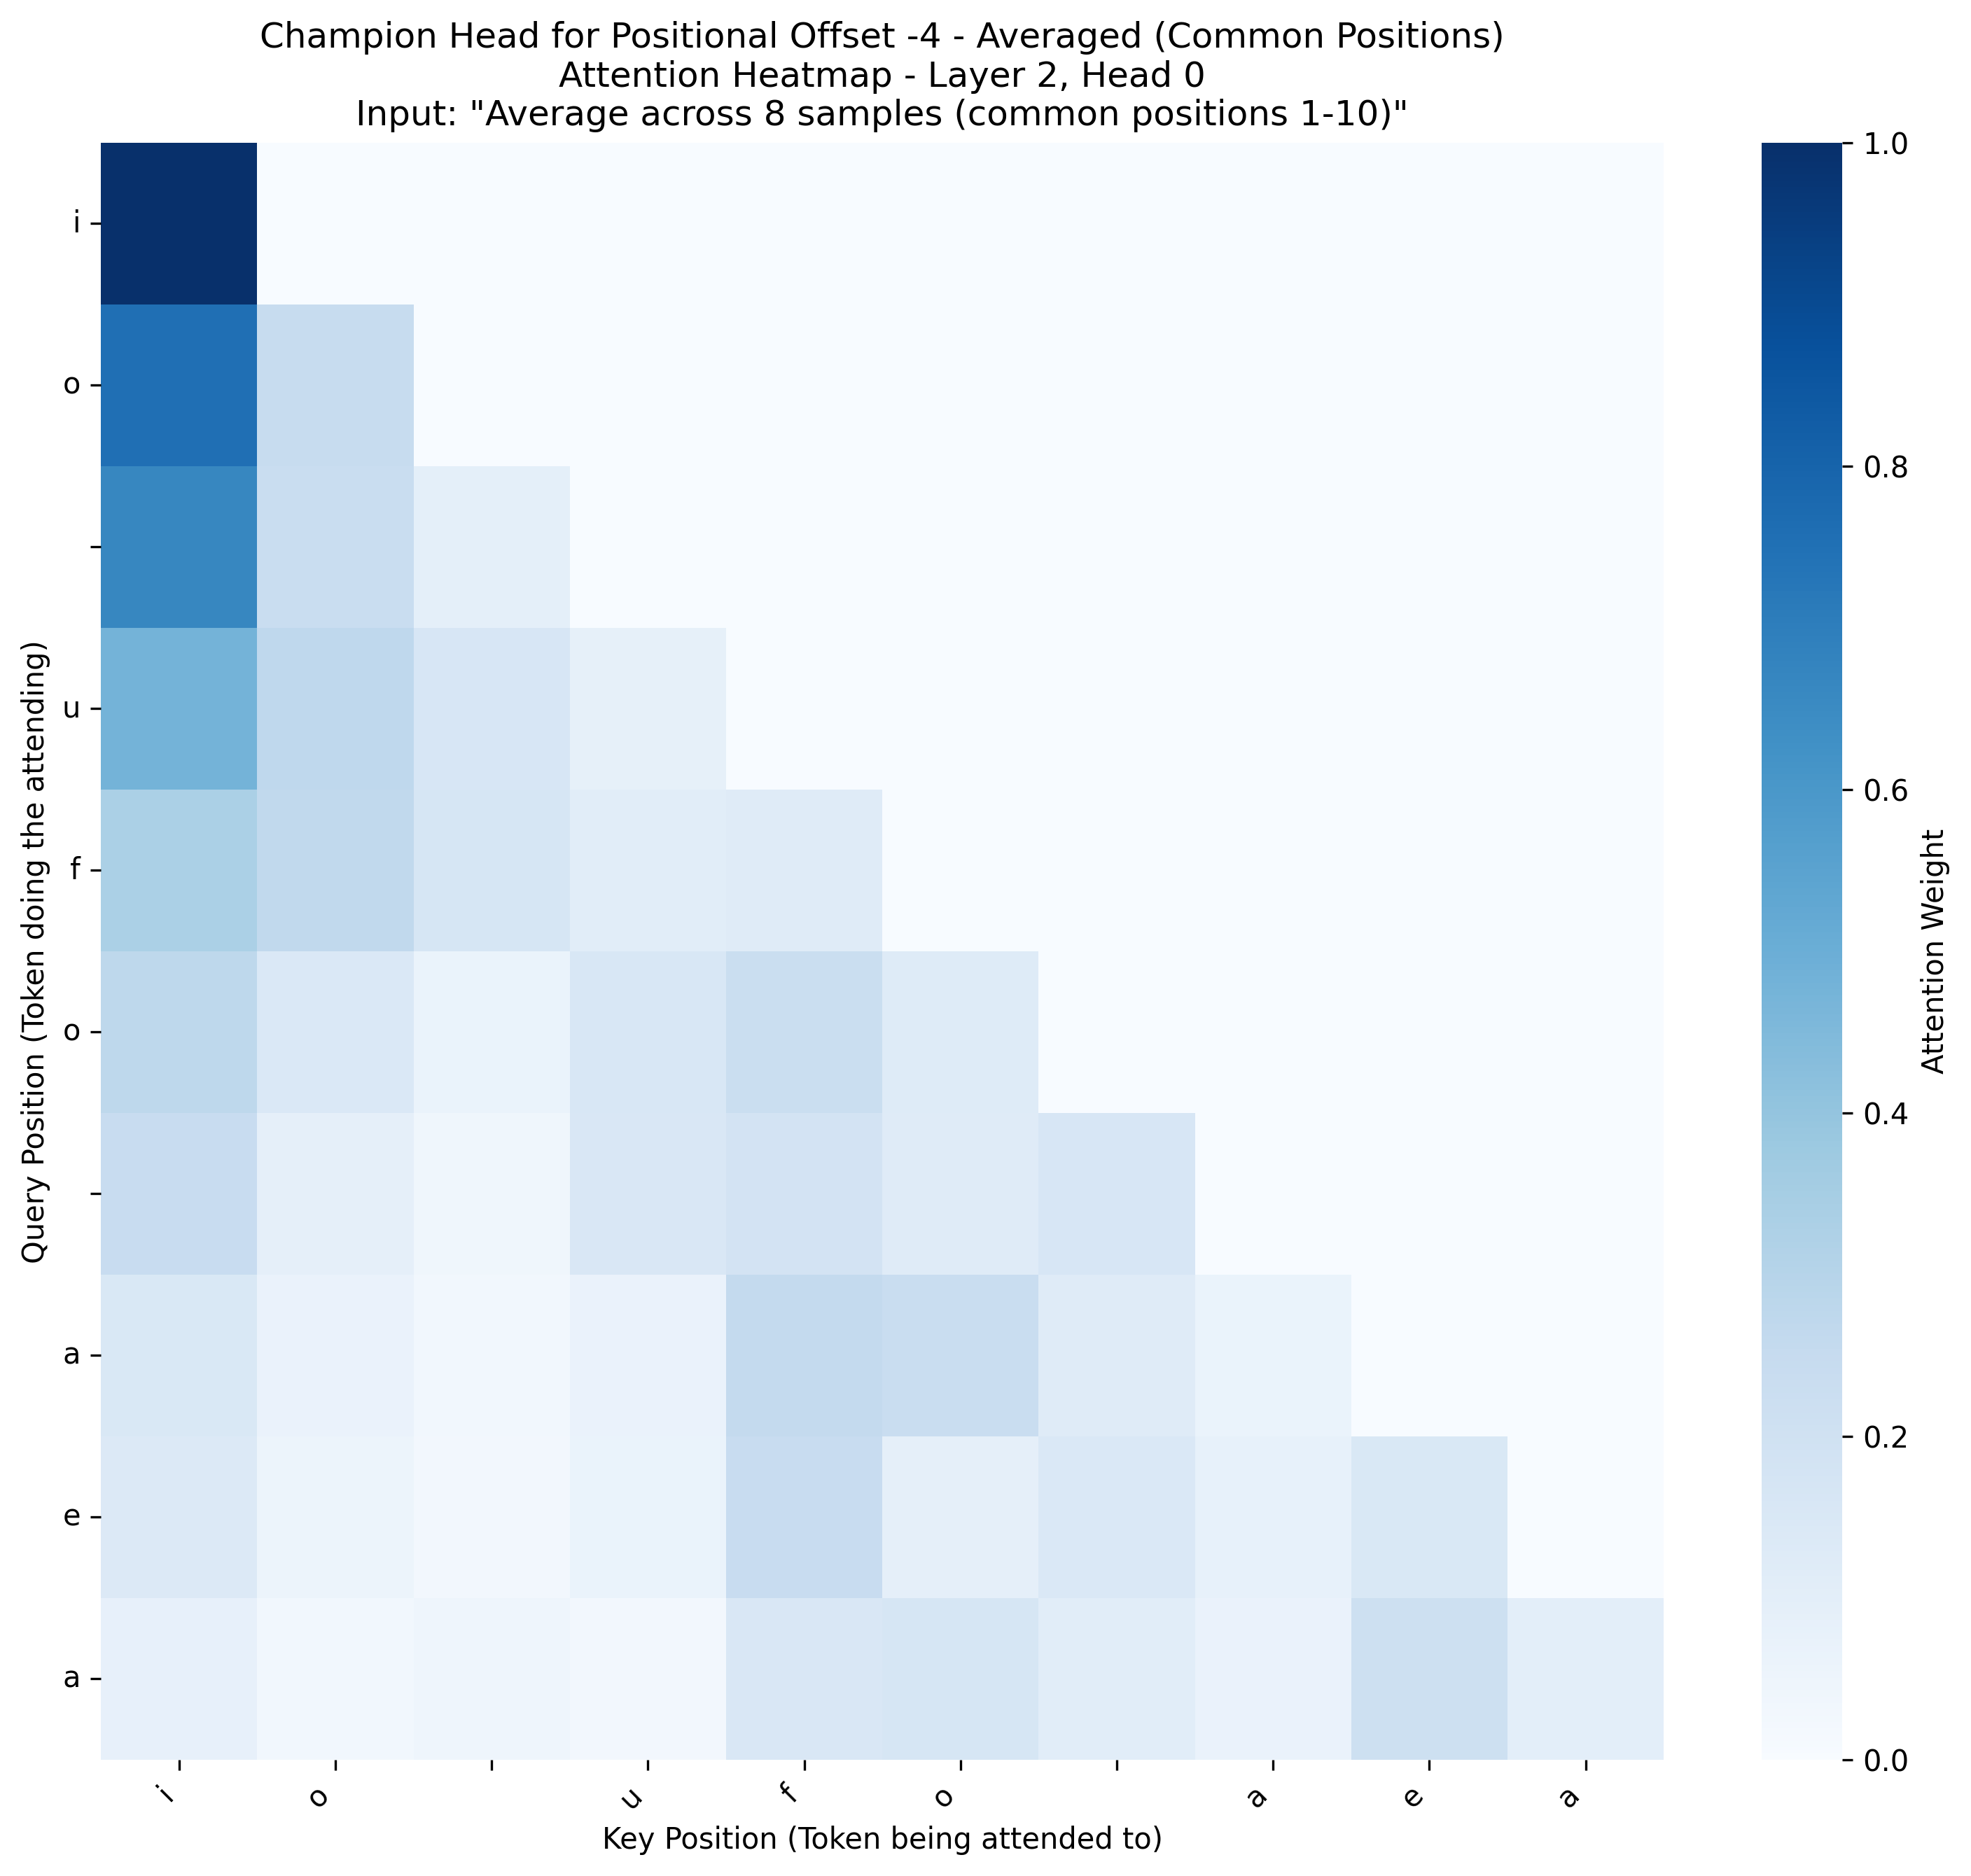 Champion Head for Positional Offset -4 - Averaged (Common Positions)
Attention Heatmap - Layer 2, Head 0
Input: "Average across 8 samples (common positions 1-10)"
Query Position (Token doing the attending)
i
o
u
f
o
a
e
a
i
o
u
f
o
a
e
a
Key Position (Token being attended to)
1.0
0.8
0.6
0.4
0.2
0.0
Attention Weight